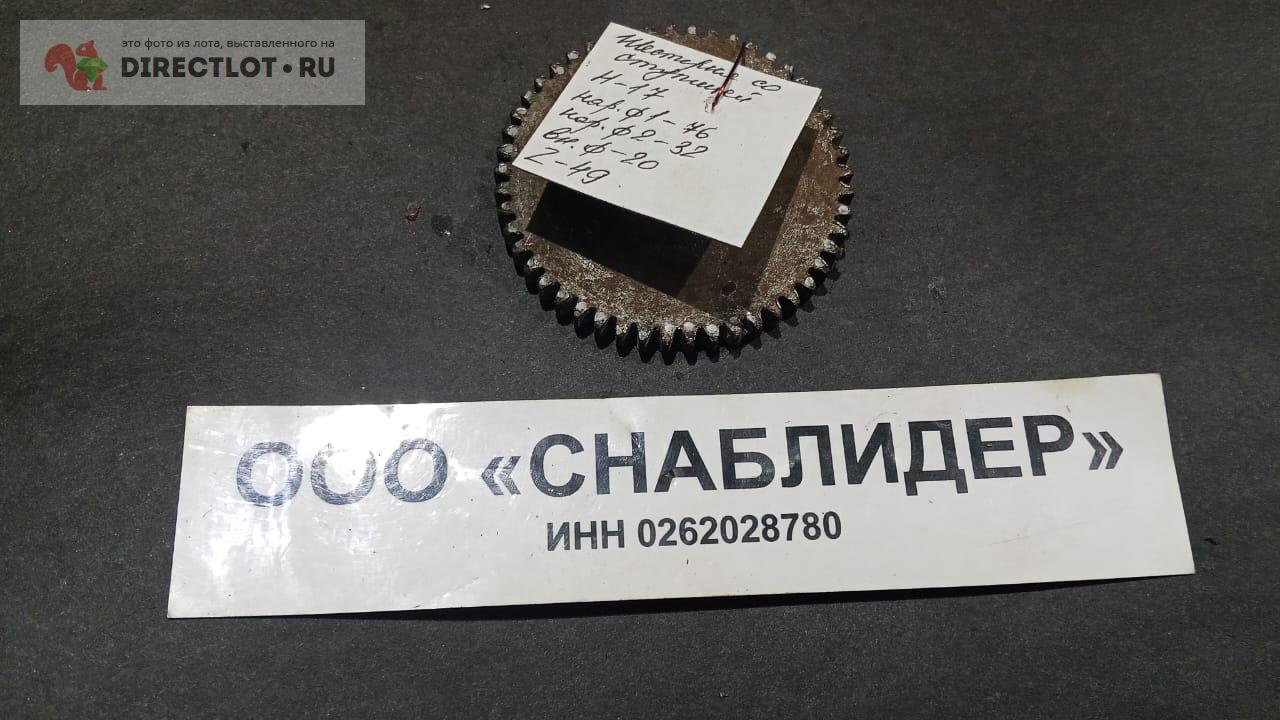 это фото из лота, выставленного на
DIRECTLOT•RU
Шестерня со
ступицей
H-17
нар. ф1-76
нар. ф2-32
вн. ф-20
Z-49
ООО «СНАБЛИДЕР»
ИНН 0262028780